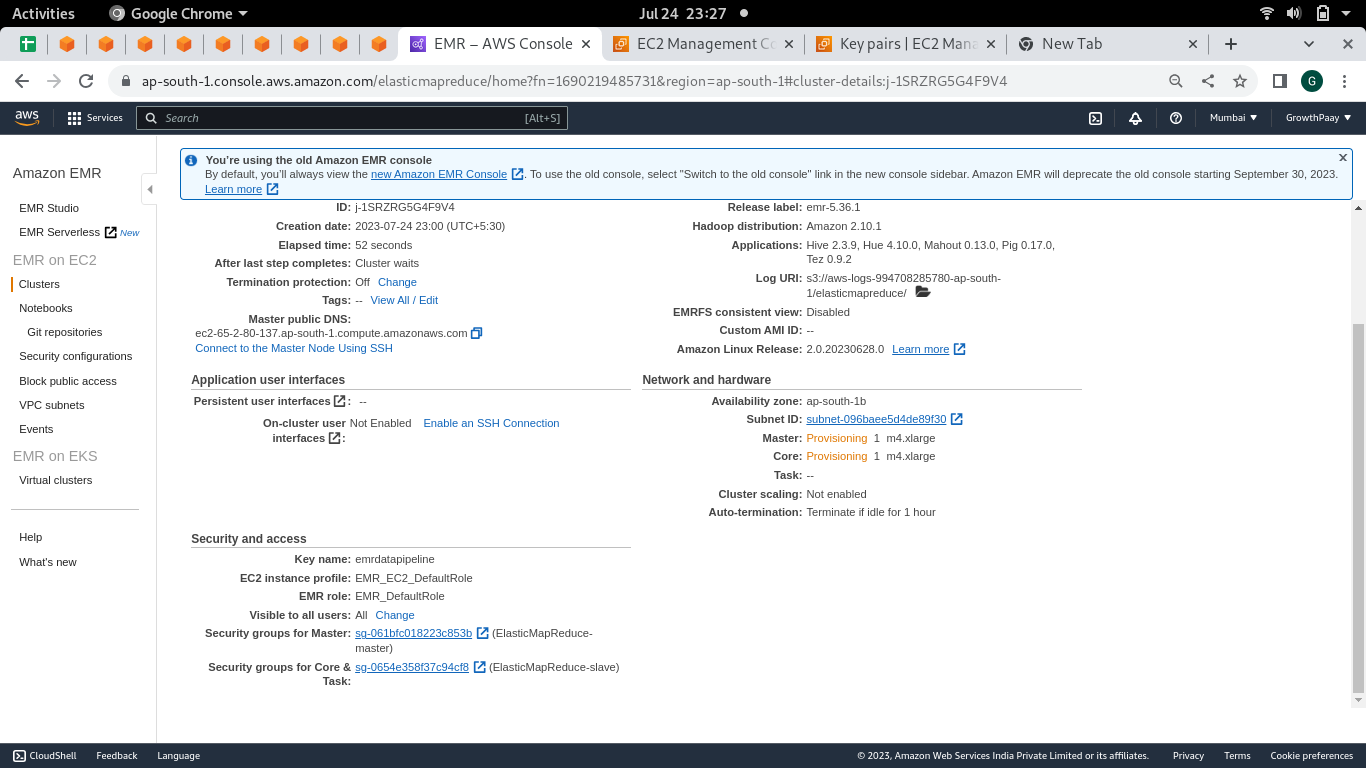 Activities
Google Chrome
Jul 24 23:27
EMR – AWS Console
EC2 Management Co
Key pairs | EC2 Mana
New Tab
ap-south-1.console.aws.amazon.com/elasticmapreduce/home?fn=1690219485731&region=ap-south-1#cluster-details:j-1SRZRG5G4F9V4
G
aws
Services
Search
[Alt+S]
Mumbai
GrowthPaay
Amazon EMR
EMR Studio
EMR Serverless New
EMR on EC2
Clusters
Notebooks
Git repositories
Security configurations
Block public access
VPC subnets
Events
EMR on EKS
Virtual clusters
Help
What's new
You're using the old Amazon EMR console
By default, you'll always view the new Amazon EMR Console. To use the old console, select "Switch to the old console" link in the new console sidebar. Amazon EMR will deprecate the old console starting September 30, 2023.
Learn more
ID: j-1SRZRG5G4F9V4
Creation date: 2023-07-24 23:00 (UTC+5:30)
Elapsed time: 52 seconds
After last step completes: Cluster waits
Termination protection: Off Change
Tags: -- View All / Edit
Master public DNS:
ec2-65-2-80-137.ap-south-1.compute.amazonaws.com
Connect to the Master Node Using SSH
Release label: emr-5.36.1
Hadoop distribution: Amazon 2.10.1
Applications: Hive 2.3.9, Hue 4.10.0, Mahout 0.13.0, Pig 0.17.0,
Tez 0.9.2
Log URI: s3://aws-logs-994708285780-ap-south-
1/elasticmapreduce/
EMRFS consistent view: Disabled
Custom AMI ID: --
Amazon Linux Release: 2.0.20230628.0 Learn more
Application user interfaces
Persistent user interfaces : --
On-cluster user Not Enabled Enable an SSH Connection
interfaces :
Network and hardware
Availability zone: ap-south-1b
Subnet ID: subnet-096baee5d4de89f30
Master: Provisioning 1 m4.xlarge
Core: Provisioning 1 m4.xlarge
Task: --
Cluster scaling: Not enabled
Auto-termination: Terminate if idle for 1 hour
Security and access
Key name: emrdatapipeline
EC2 instance profile: EMR_EC2_DefaultRole
EMR role: EMR_DefaultRole
Visible to all users: All Change
Security groups for Master: sg-061bfc018223c853b (ElasticMapReduce-
master)
Security groups for Core & sg-0654e358f37c94cf8 (ElasticMapReduce-slave)
Task:
CloudShell
Feedback
Language
© 2023, Amazon Web Services India Private Limited or its affiliates.
Privacy
Terms
Cookie preferences